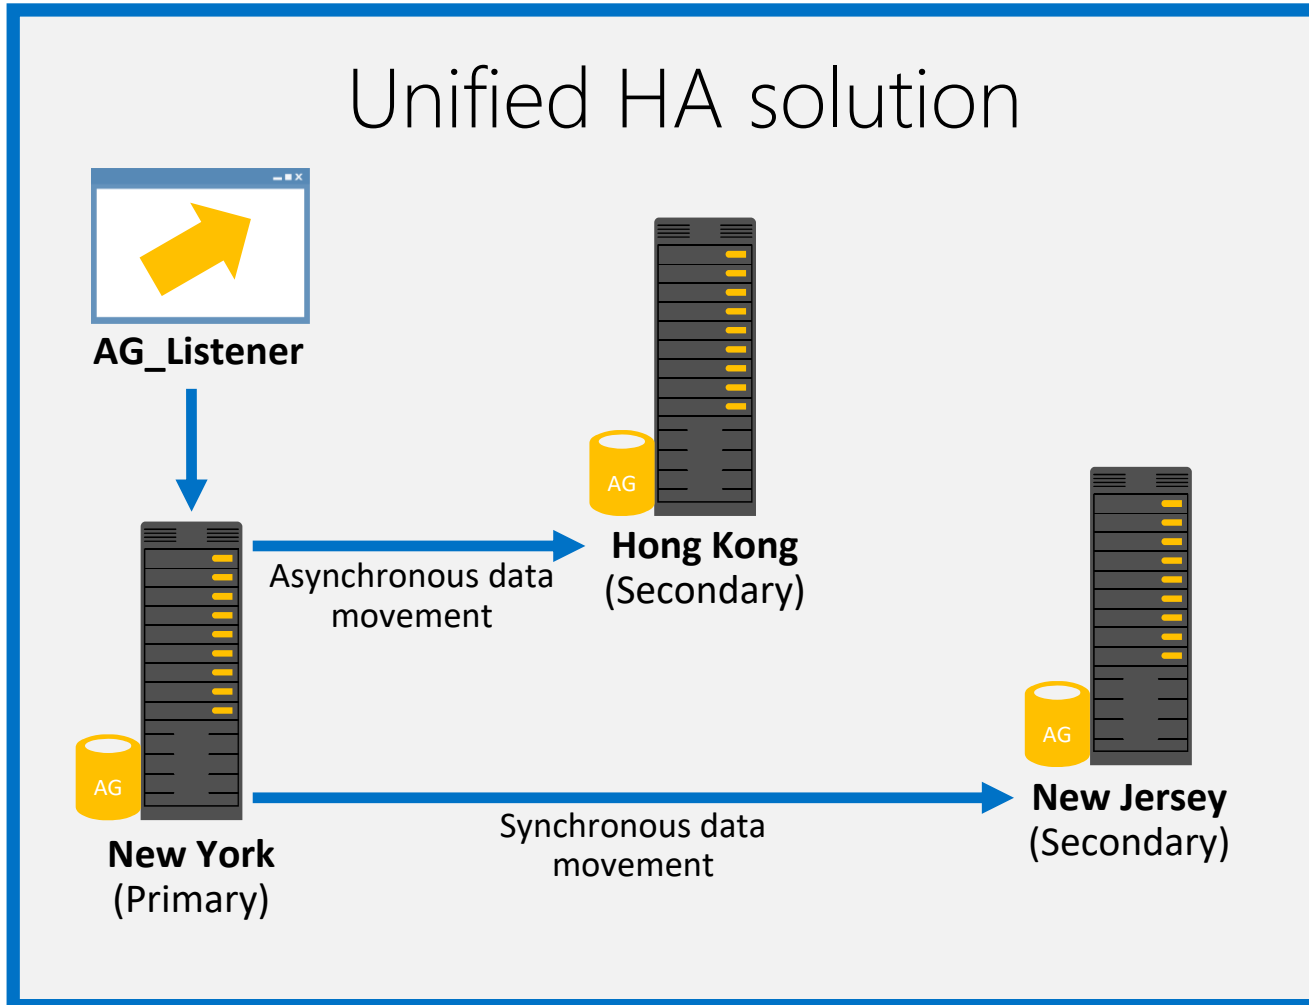 Unified HA solution
AG_Listener
AG
Hong Kong
(Secondary)
Asynchronous data
movement
AG
New Jersey
(Secondary)
AG
New York
(Primary)
Synchronous data
movement